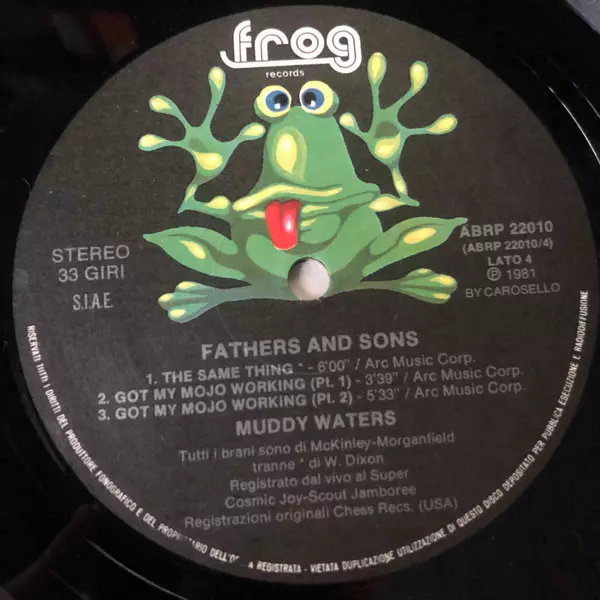 frog
records
STEREO
33 GIRI
S.I.A.E.
ABRP 22010
(ABRP 22010/4)
LATO 4
Ⓟ 1981
BY CAROSELLO
FATHERS AND SONS
1. THE SAME THING * - 6'00" / Arc Music Corp.
2. GOT MY MOJO WORKING (Pt. 1) - 3'39" / Arc Music Corp.
3. GOT MY MOJO WORKING (Pt. 2) - 5'33" / Arc Music Corp.
MUDDY WATERS
Tutti i brani sono di McKinley-Morganfield
tranne * di W. Dixon
Registrato dal vivo al Super
Cosmic Joy-Scout Jamboree
Registrazioni originali Chess Recs. (USA)
RISERVATI TUTTI I DIRITTI DEL PRODUTTORE FONOGRAFICO E DEL DELL' A REGISTRATA - VIETATA DUPLICAZIONE UTILIZZAZIONE DI QUESTO DISCO DEPOSITATO PER PUBBLICA ESECUZIONE E RADIODIFFUSIONE